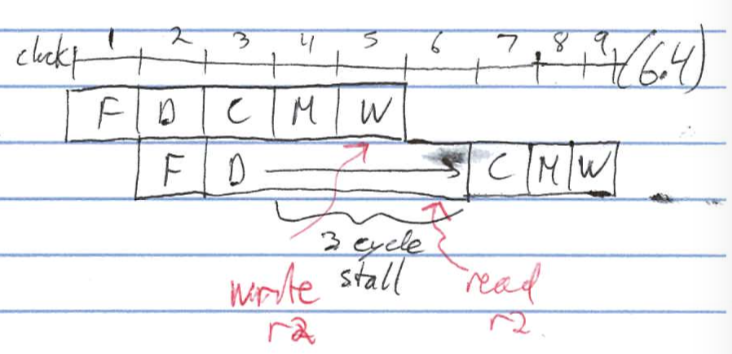 clock 1 2 3 4 5 6 7 8 9 (6.4)
F D C M W
F D C M W
3 cycle
stall
write
r2
read
r2